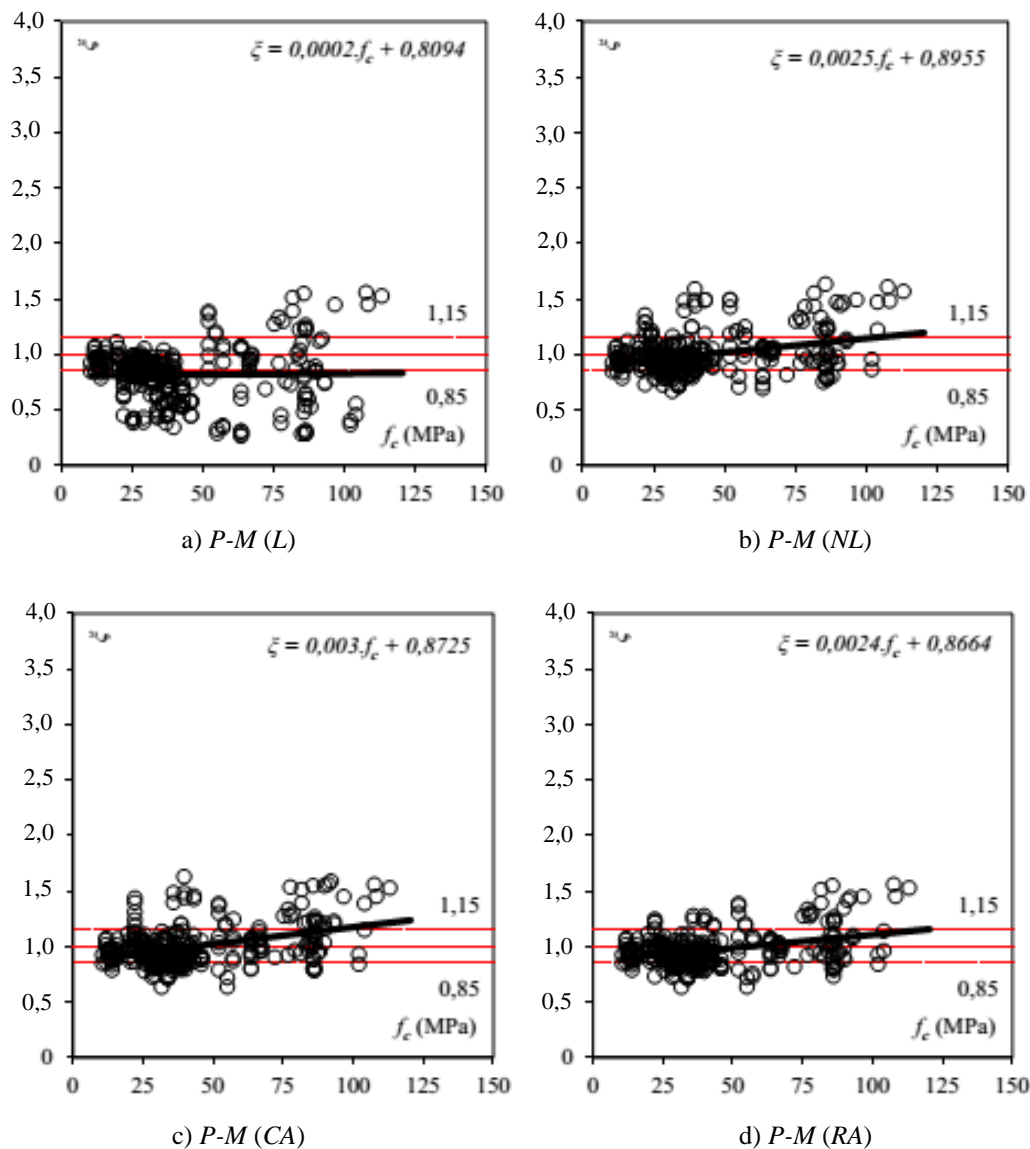 4,0
3,5
3,0
2,5
2,0
1,5
1,0
0,5
0
ξ
ξ = 0,0002.fc + 0,8094
1,15
0,85
fc (MPa)
0 25 50 75 100 125 150
a) P-M (L)
4,0
3,5
3,0
2,5
2,0
1,5
1,0
0,5
0
ξ
ξ = 0,0025.fc + 0,8955
1,15
0,85
fc (MPa)
0 25 50 75 100 125 150
b) P-M (NL)
4,0
3,5
3,0
2,5
2,0
1,5
1,0
0,5
0
ξ
ξ = 0,003.fc + 0,8725
1,15
0,85
fc (MPa)
0 25 50 75 100 125 150
c) P-M (CA)
4,0
3,5
3,0
2,5
2,0
1,5
1,0
0,5
0
ξ
ξ = 0,0024.fc + 0,8664
1,15
0,85
fc (MPa)
0 25 50 75 100 125 150
d) P-M (RA)